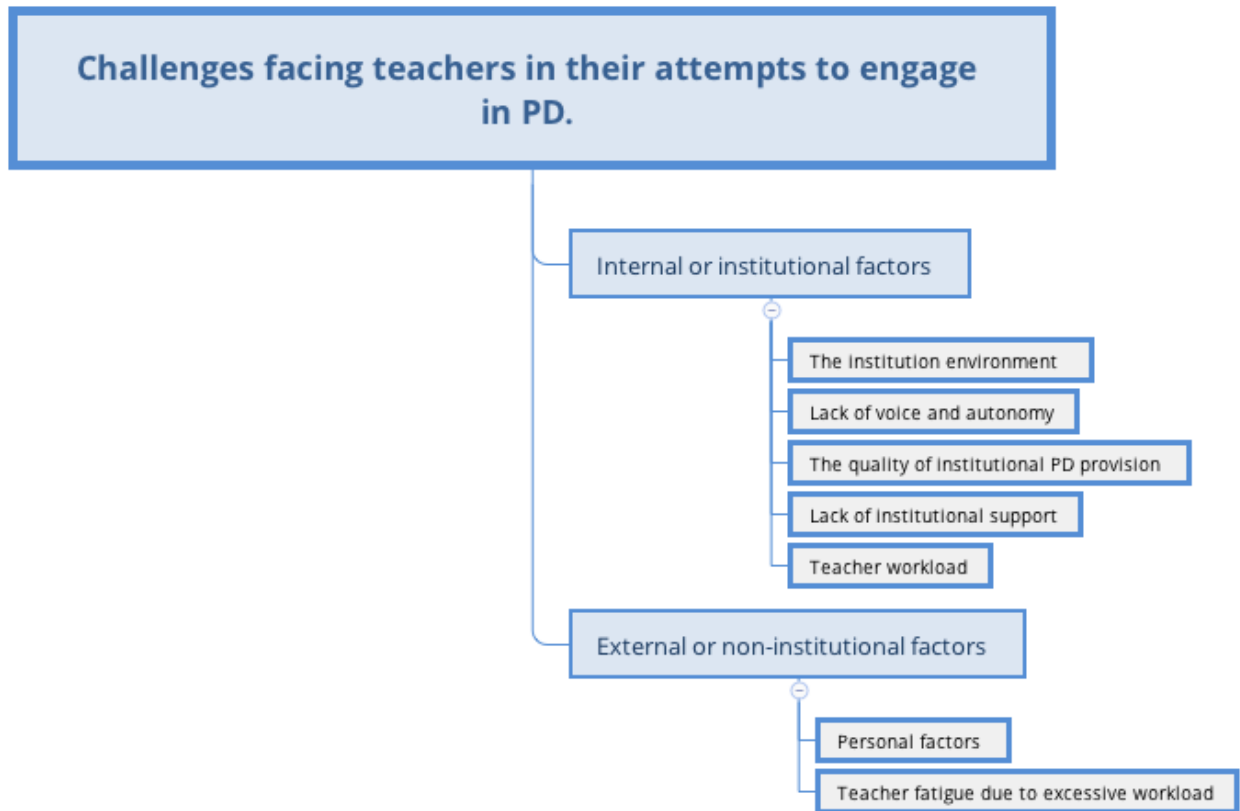 Challenges facing teachers in their attempts to engage
in PD.
Internal or institutional factors
The institution environment
Lack of voice and autonomy
The quality of institutional PD provision
Lack of institutional support
Teacher workload
External or non-institutional factors
Personal factors
Teacher fatigue due to excessive workload